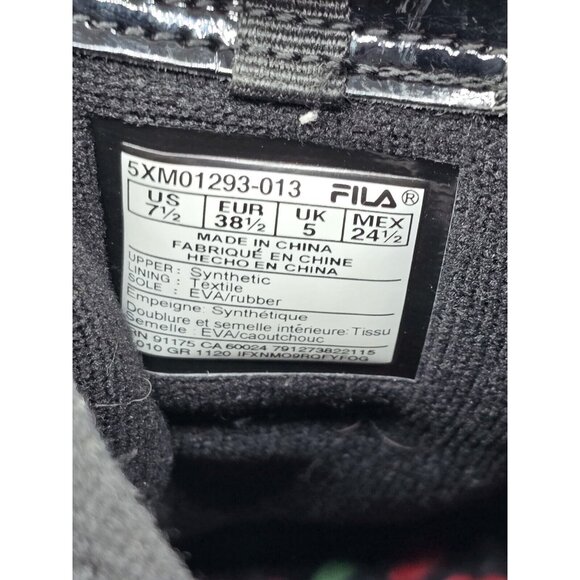 5XM01293-013 FILA®
US EUR UK MEX
7½ 38½ 5 24½
MADE IN CHINA
FABRIQUÉ EN CHINE
HECHO EN CHINA
UPPER: Synthetic
LINING: Textile
SOLE: EVA/rubber
Empeigne: Synthétique
Doublure et semelle intérieure: Tissu
Semelle: EVA/caoutchouc
RN 91175 CA 60024 791273822115
010 GR 1120